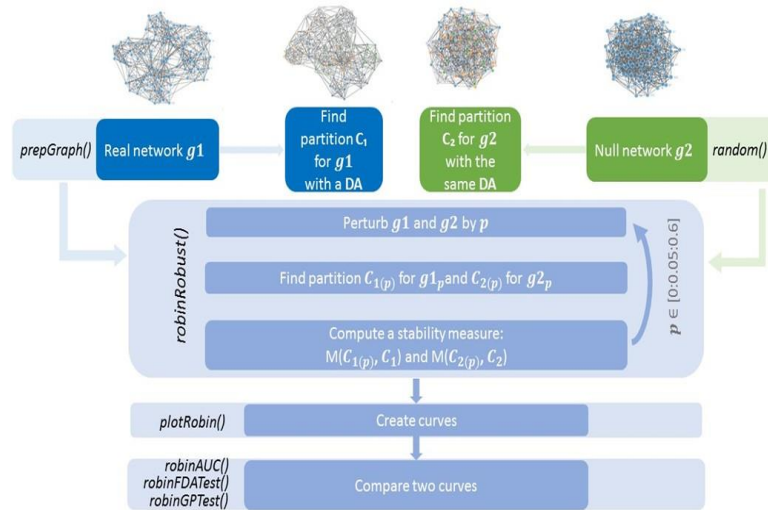 prepGraph()
Real network g1
Find
partition C₁
for g1
with a DA
Find partition
C₂ for g2
with the
same DA
Null network g2
random()
robinRobust()
Perturb g1 and g2 by p
Find partition C₁₍ₚ₎ for g1ₚand C₂₍ₚ₎ for g2ₚ
Compute a stability measure:
M(C₁₍ₚ₎, C₁) and M(C₂₍ₚ₎, C₂)
p ∈ [0:0.05:0.6]
plotRobin()
Create curves
robinAUC()
robinFDATest()
robinGPTest()
Compare two curves